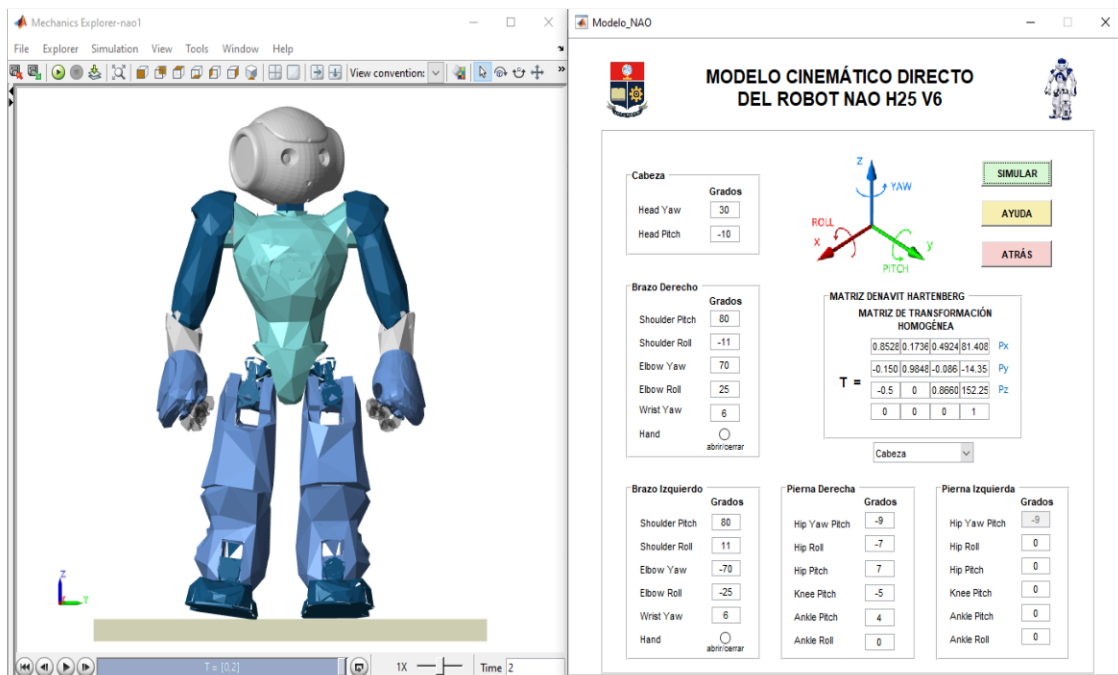 Mechanics Explorer-nao1
File Explorer Simulation View Tools Window Help
View convention:
Z
Y
T = [0,2]
1X
Time 2
Modelo_NAO
MODELO CINEMÁTICO DIRECTO
DEL ROBOT NAO H25 V6
Cabeza
Grados
Head Yaw 30
Head Pitch -10
Z
YAW
ROLL
X
y
PITCH
SIMULAR
AYUDA
ATRÁS
Brazo Derecho
Grados
Shoulder Pitch 80
Shoulder Roll -11
Elbow Yaw 70
Elbow Roll 25
Wrist Yaw 6
Hand
abrir/cerrar
MATRIZ DENAVIT HARTENBERG
MATRIZ DE TRANSFORMACIÓN
HOMOGÉNEA
0.8528 0.1736 0.4924 81.408 Px
-0.150 0.9848 -0.086 -14.35 Py
T =
-0.5 0 0.8660 152.25 Pz
0 0 0 1
Cabeza
Brazo Izquierdo
Grados
Shoulder Pitch 80
Shoulder Roll 11
Elbow Yaw -70
Elbow Roll -25
Wrist Yaw 6
Hand
abrir/cerrar
Pierna Derecha
Grados
Hip Yaw Pitch -9
Hip Roll -7
Hip Pitch 7
Knee Pitch -5
Ankle Pitch 4
Ankle Roll 0
Pierna Izquierda
Grados
Hip Yaw Pitch -9
Hip Roll 0
Hip Pitch 0
Knee Pitch 0
Ankle Pitch 0
Ankle Roll 0